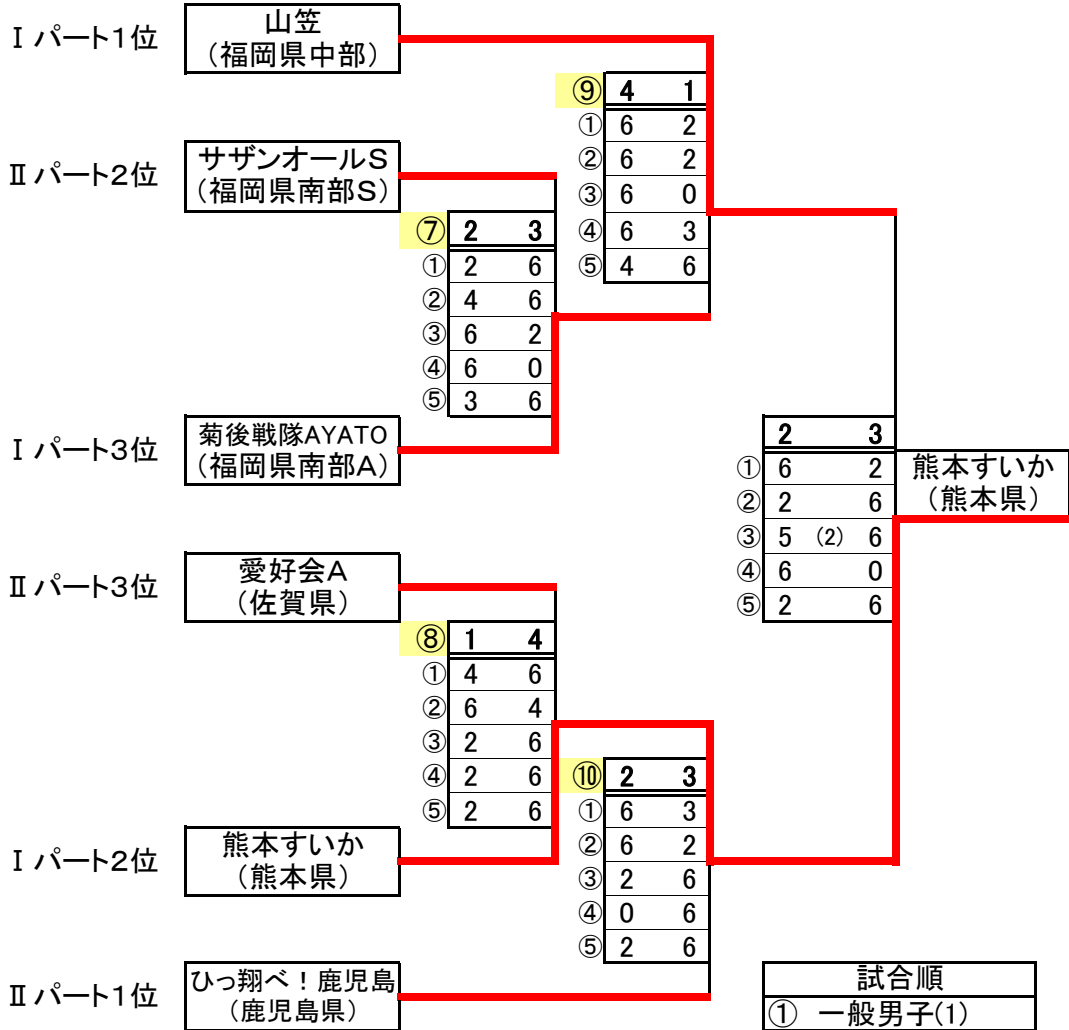 Ⅰパート1位
山笠
(福岡県中部)
⑨ 4 1
① 6 2
② 6 2
③ 6 0
④ 6 3
⑤ 4 6
Ⅱパート2位
サザンオールS
(福岡県南部S)
⑦ 2 3
① 2 6
② 4 6
③ 6 2
④ 6 0
⑤ 3 6
Ⅰパート3位
菊後戦隊AYATO
(福岡県南部A)
2 3
① 6 2
② 2 6
③ 5 (2) 6
④ 6 0
⑤ 2 6
熊本すいか
(熊本県)
Ⅱパート3位
愛好会A
(佐賀県)
⑧ 1 4
① 4 6
② 6 4
③ 2 6
④ 2 6
⑤ 2 6
Ⅰパート2位
熊本すいか
(熊本県)
⑩ 2 3
① 6 3
② 6 2
③ 2 6
④ 0 6
⑤ 2 6
Ⅱパート1位
ひっ翔べ！鹿児島
(鹿児島県)
試合順
① 一般男子(1)